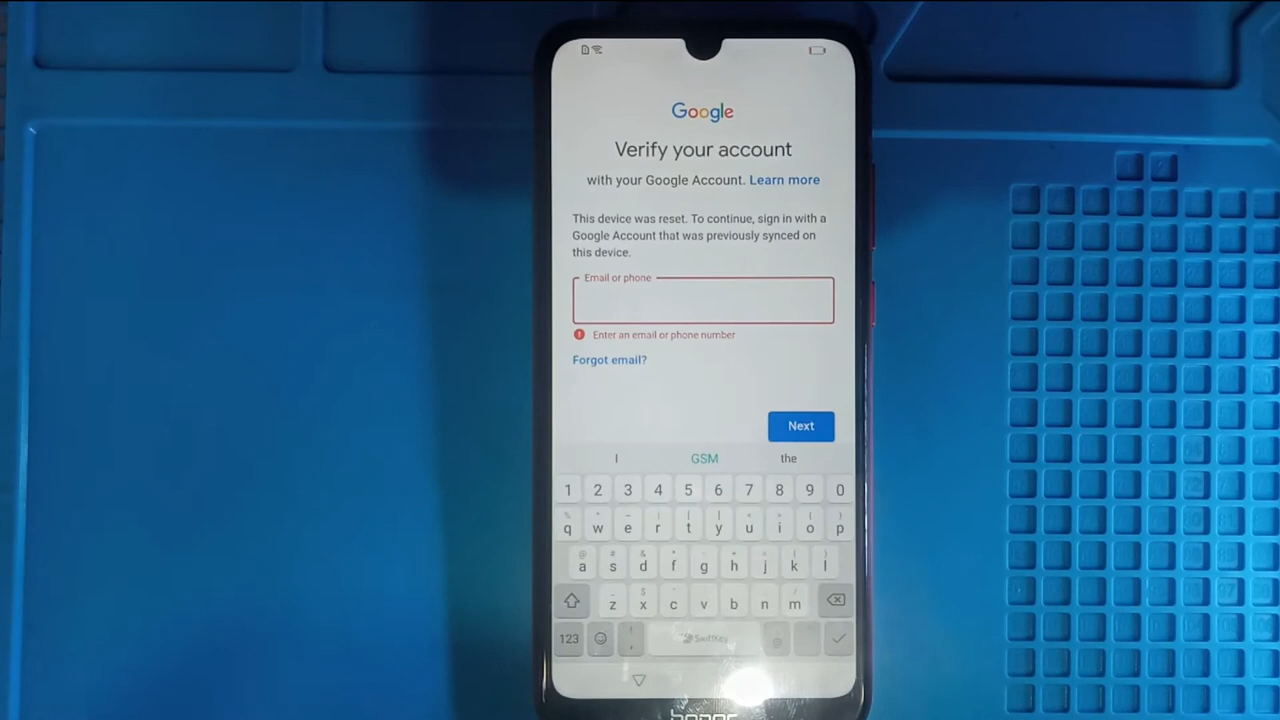 Google
Verify your account
with your Google Account. Learn more
This device was reset. To continue, sign in with a
Google Account that was previously synced on
this device.
Email or phone
Enter an email or phone number
Forgot email?
Next
I GSM the
1 2 3 4 5 6 7 8 9 0
q w e r t y u i o p
a s d f g h j k l
z x c v b n m
123 ! , SwiftKey @
honor